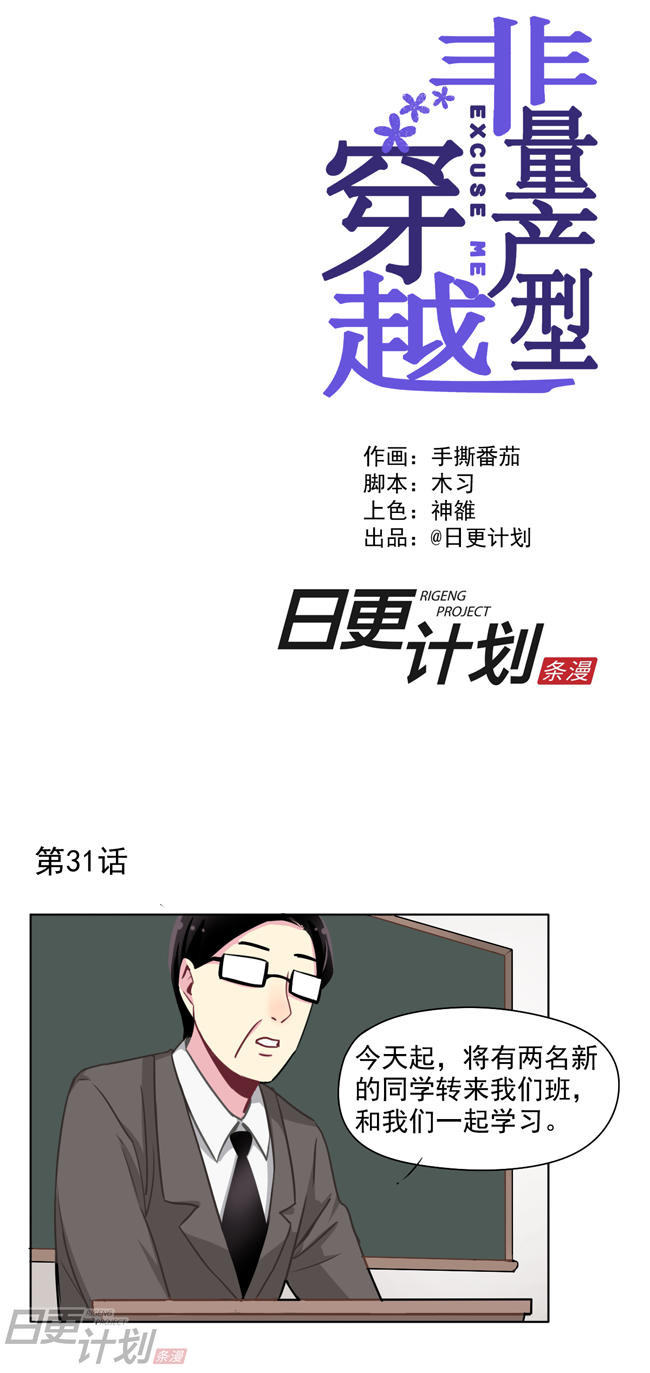 非量产型
EXCUSE ME
穿越
作画：手撕番茄
脚本：木习
上色：神雒
出品：@日更计划
日更
RIGENG
PROJECT
计划
条漫
第31话
今天起，将有两名新
的同学转来我们班，
和我们一起学习。
日更
RIGENG
PROJECT
计划
条漫